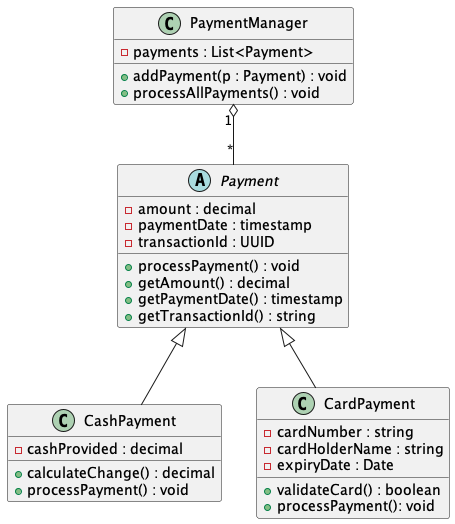 C PaymentManager
payments : List<Payment>
addPayment(p : Payment) : void
processAllPayments() : void
1
*
A Payment
amount : decimal
paymentDate : timestamp
transactionId : UUID
processPayment() : void
getAmount() : decimal
getPaymentDate() : timestamp
getTransactionId() : string
C CashPayment
cashProvided : decimal
calculateChange() : decimal
processPayment() : void
C CardPayment
cardNumber : string
cardHolderName : string
expiryDate : Date
validateCard() : boolean
processPayment(): void